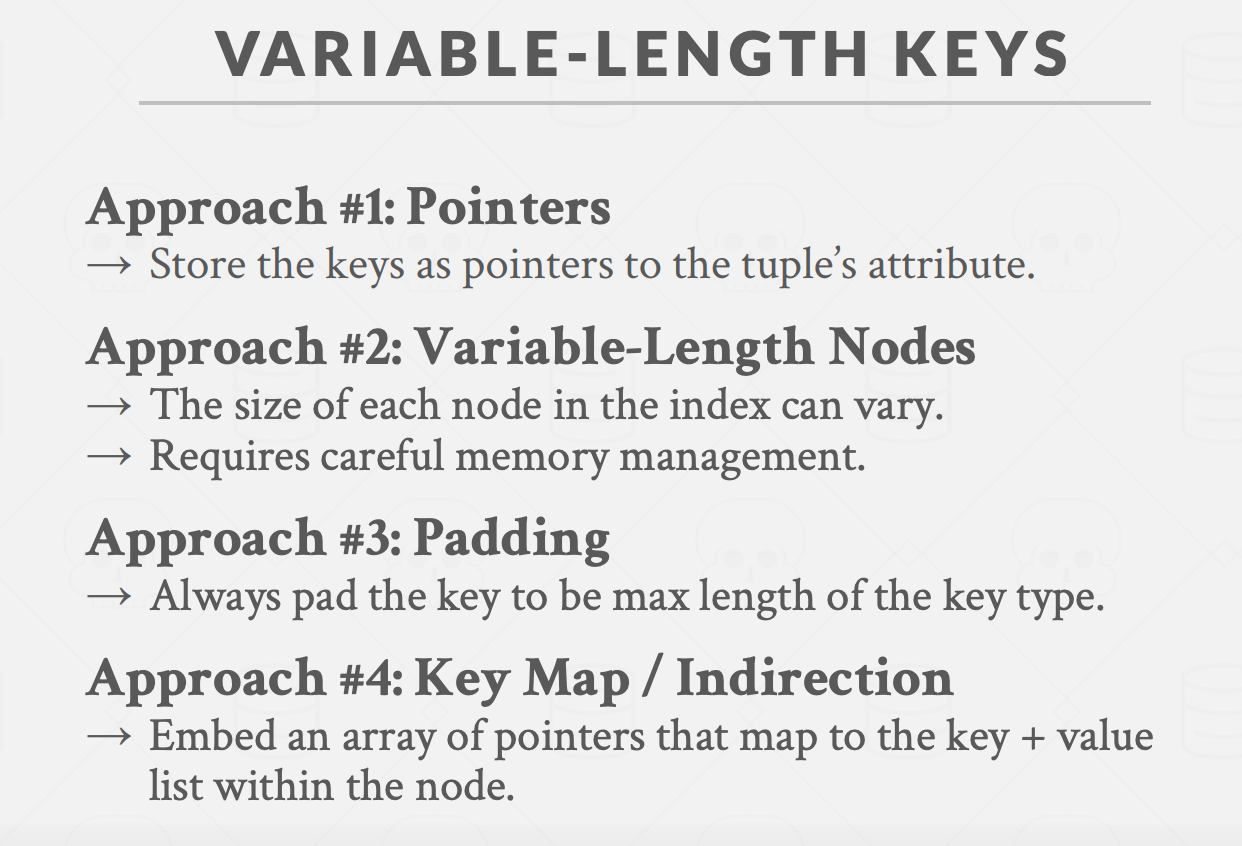 VARIABLE-LENGTH KEYS
Approach #1: Pointers
→ Store the keys as pointers to the tuple’s attribute.
Approach #2: Variable-Length Nodes
→ The size of each node in the index can vary.
→ Requires careful memory management.
Approach #3: Padding
→ Always pad the key to be max length of the key type.
Approach #4: Key Map / Indirection
→ Embed an array of pointers that map to the key + value
list within the node.